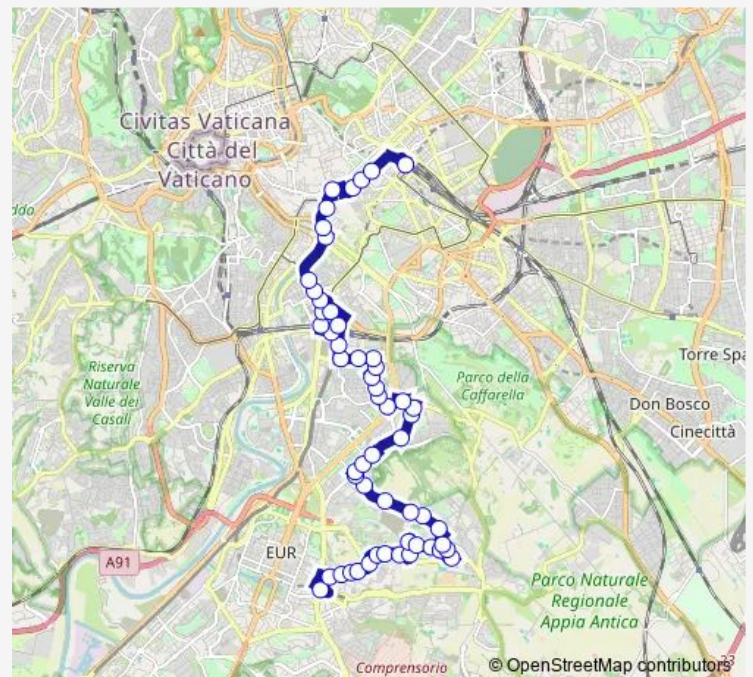 Civitas Vaticana
Città del
Vaticano
Riserva
Naturale
Valle dei
Casali
Parco della
Caffarella
Torre Spa
Don Bosco
Cinecittà
A91
EUR
Parco Naturale
Regionale
Appia Antica
Comprensorio
© OpenStreetMap contributors